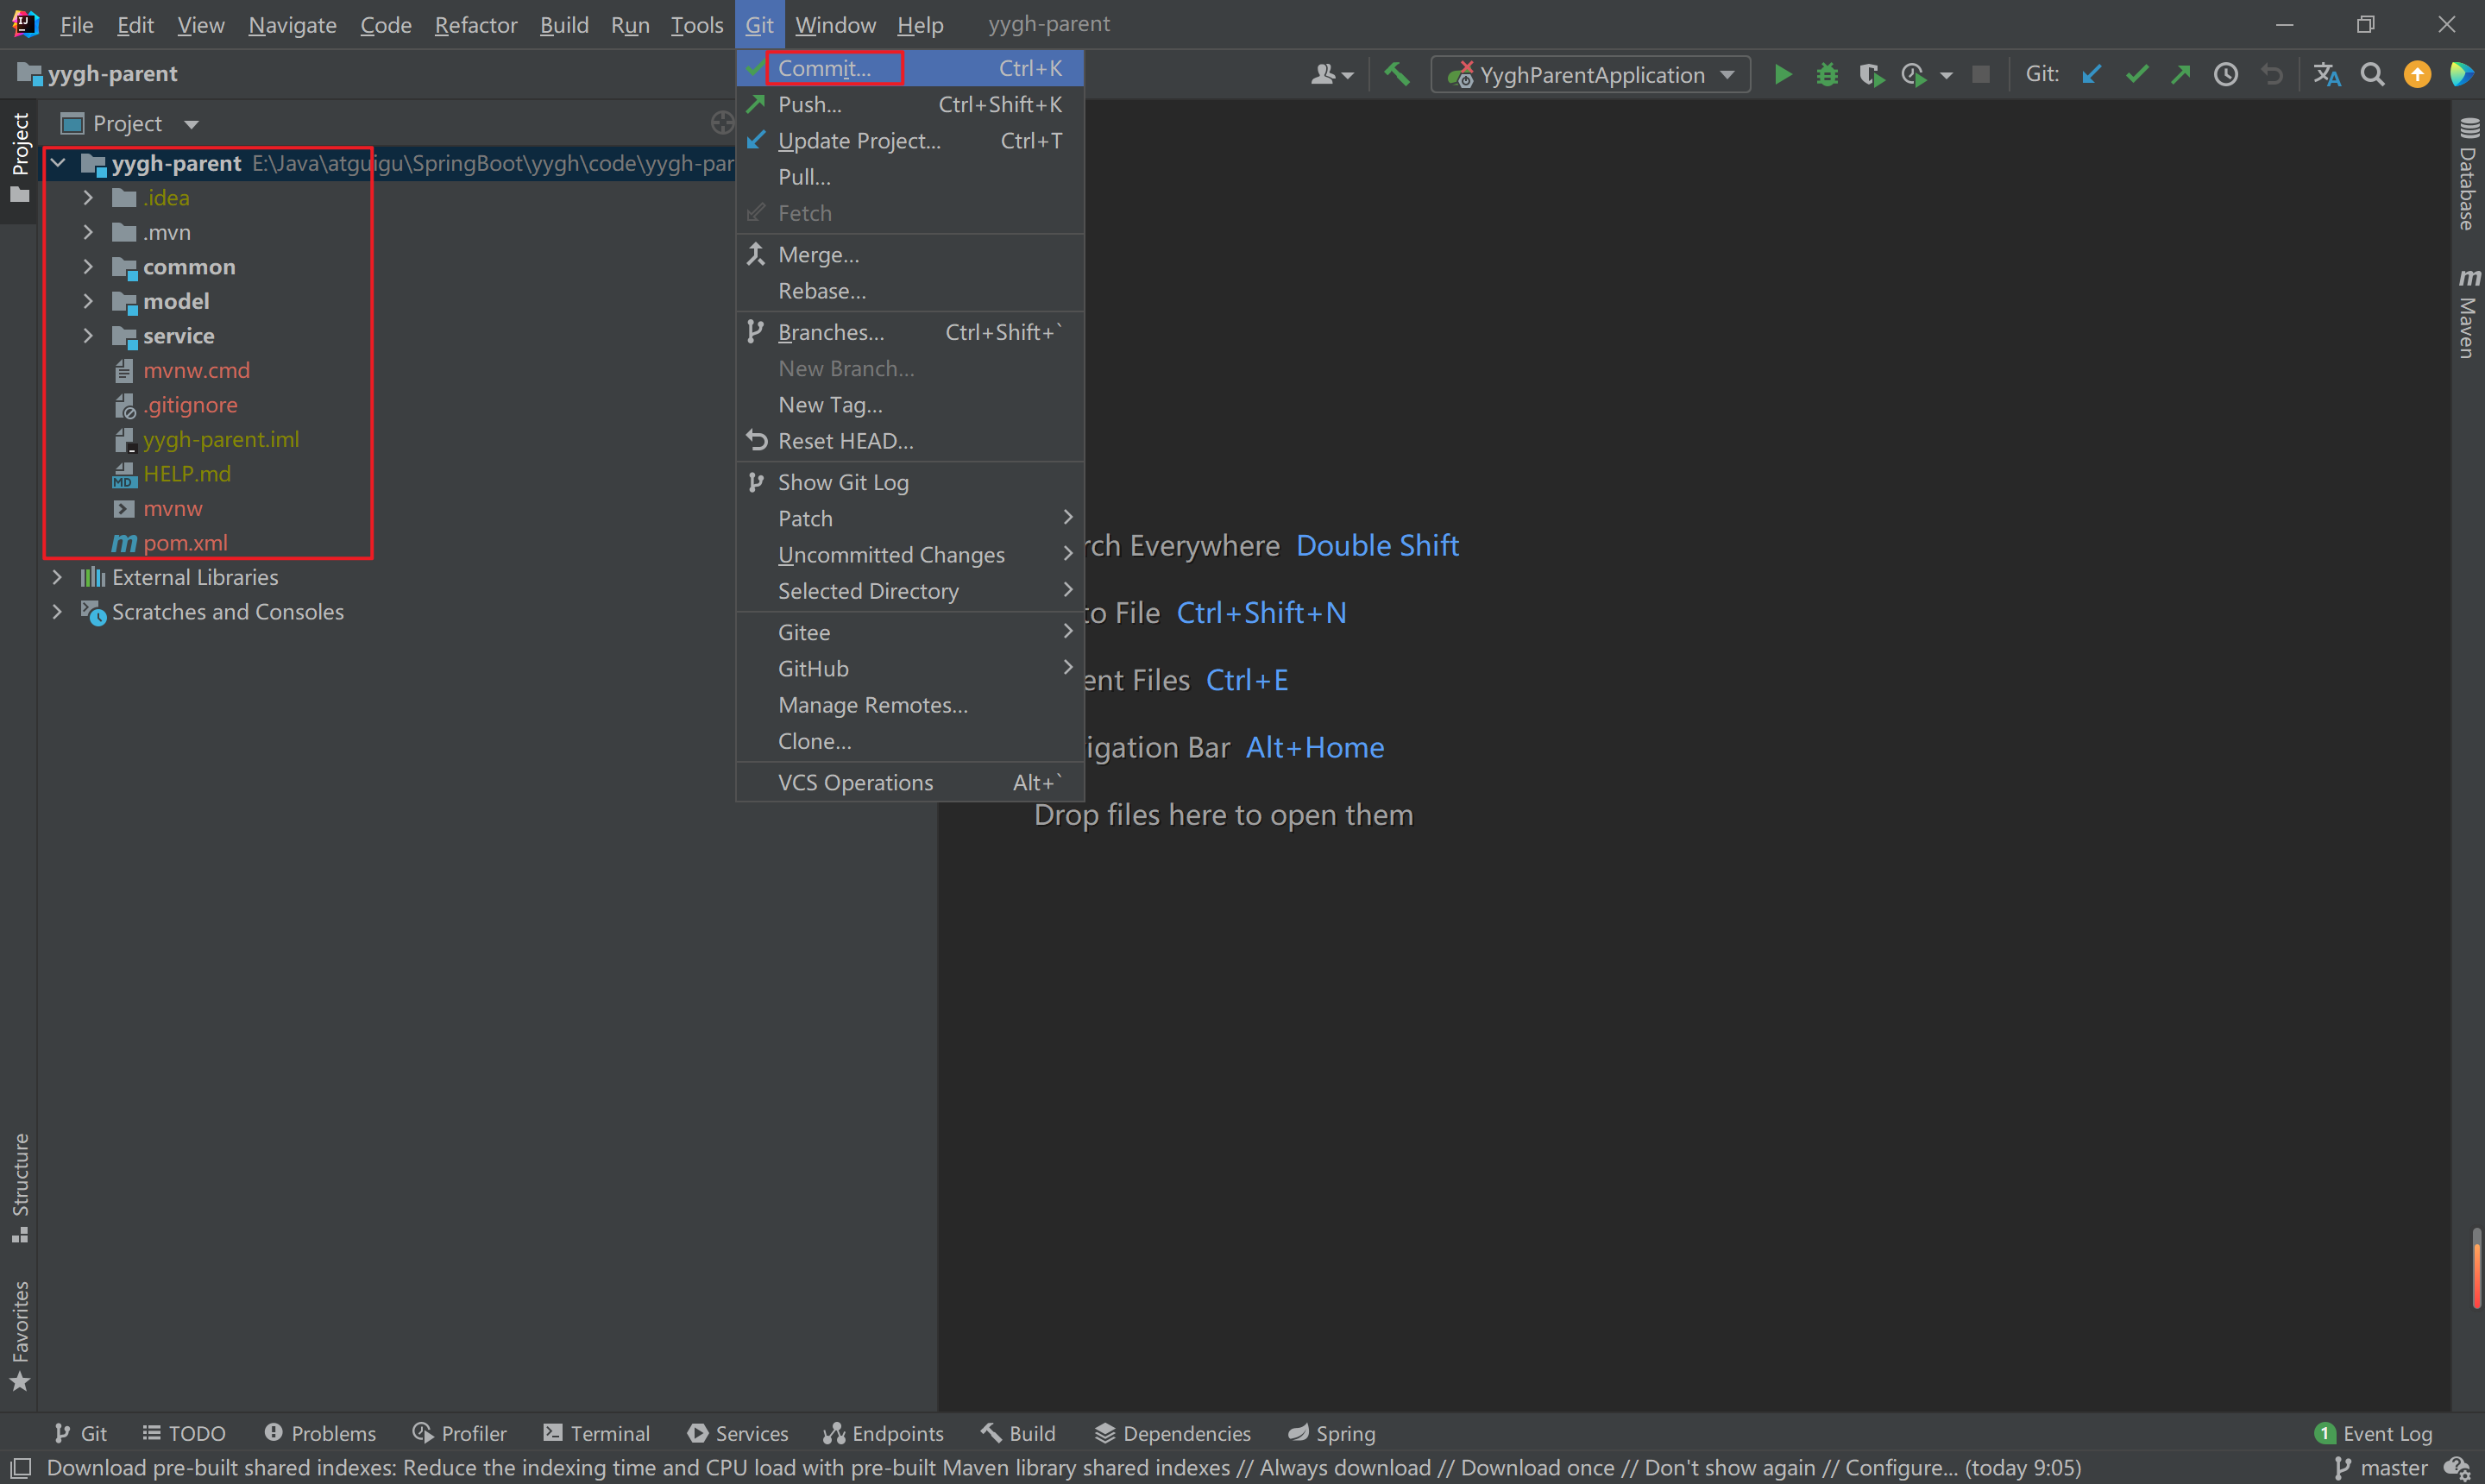 File Edit View Navigate Code Refactor Build Run Tools Git Window Help yygh-parent
yygh-parent
YyghParentApplication
Git:
Project
Project
yygh-parent E:\Java\atguigu\SpringBoot\yygh\code\yygh-par
.idea
.mvn
common
model
service
mvnw.cmd
.gitignore
yygh-parent.iml
HELP.md
mvnw
pom.xml
External Libraries
Scratches and Consoles
Commit... Ctrl+K
Push... Ctrl+Shift+K
Update Project... Ctrl+T
Pull...
Fetch
Merge...
Rebase...
Branches... Ctrl+Shift+`
New Branch...
New Tag...
Reset HEAD...
Show Git Log
Patch
Uncommitted Changes
Selected Directory
Gitee
GitHub
Manage Remotes...
Clone...
VCS Operations Alt+`
rch Everywhere Double Shift
to File Ctrl+Shift+N
ent Files Ctrl+E
igation Bar Alt+Home
Drop files here to open them
Database
m Maven
Structure
Favorites
Git TODO Problems Profiler Terminal Services Endpoints Build Dependencies Spring 1 Event Log
Download pre-built shared indexes: Reduce the indexing time and CPU load with pre-built Maven library shared indexes // Always download // Download once // Don't show again // Configure... (today 9:05) master